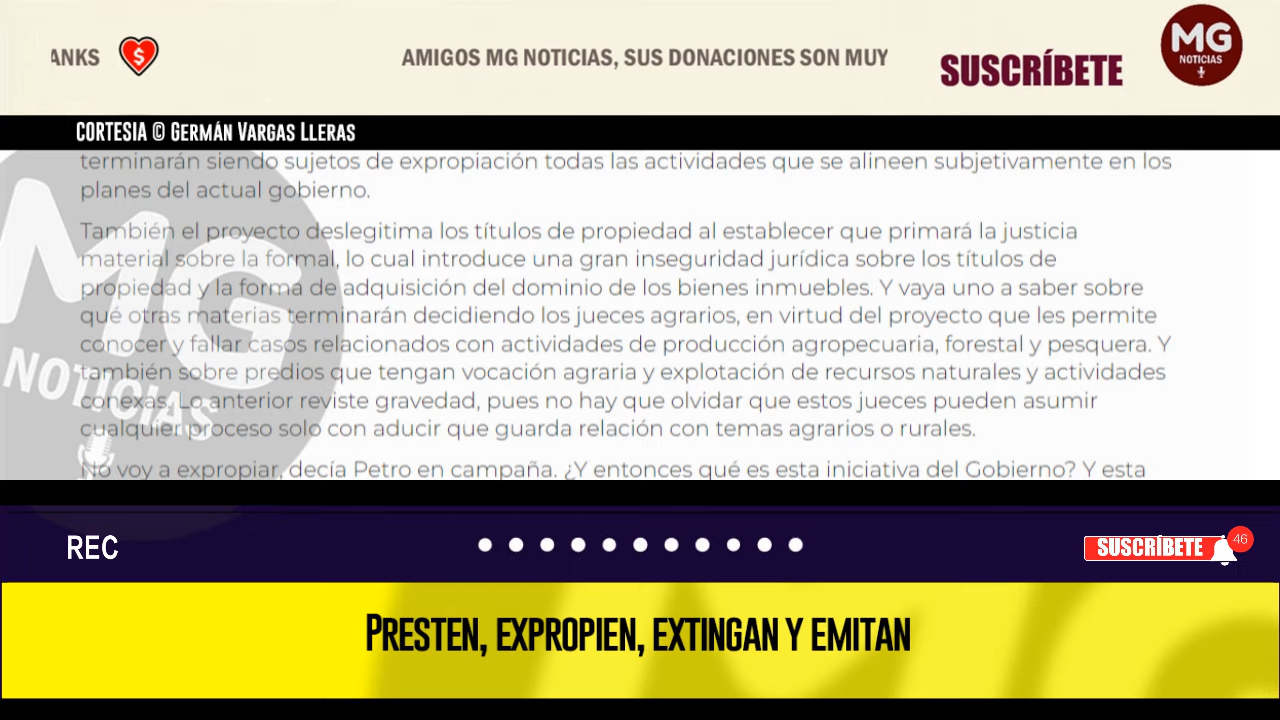 ANKS
AMIGOS MG NOTICIAS, SUS DONACIONES SON MUY
SUSCRÍBETE
MG
NOTICIAS
CORTESIA © GERMÁN VARGAS LLERAS
terminarán siendo sujetos de expropiación todas las actividades que se alineen subjetivamente en los
planes del actual gobierno.
También el proyecto deslegitima los títulos de propiedad al establecer que primará la justicia
material sobre la formal, lo cual introduce una gran inseguridad jurídica sobre los títulos de
propiedad y la forma de adquisición del dominio de los bienes inmuebles. Y vaya uno a saber sobre
qué otras materias terminarán decidiendo los jueces agrarios, en virtud del proyecto que les permite
conocer y fallar casos relacionados con actividades de producción agropecuaria, forestal y pesquera. Y
también sobre predios que tengan vocación agraria y explotación de recursos naturales y actividades
conexas. Lo anterior reviste gravedad, pues no hay que olvidar que estos jueces pueden asumir
cualquier proceso solo con aducir que guarda relación con temas agrarios o rurales.
No voy a expropiar, decía Petro en campaña. ¿Y entonces qué es esta iniciativa del Gobierno? Y esta
MG
NOTICIAS
REC
SUSCRÍBETE
46
PRESTEN, EXPROPIEN, EXTINGAN Y EMITAN